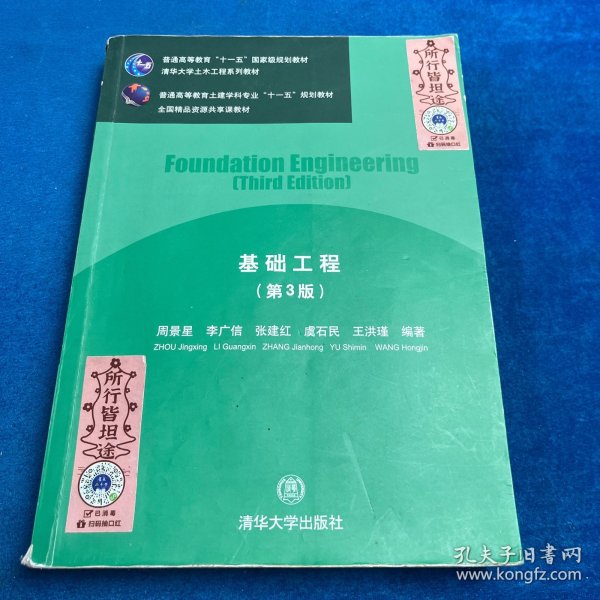 普通高等教育“十一五”国家级规划教材
清华大学土木工程系列教材
普通高等教育土建学科专业“十一五”规划教材
全国精品资源共享课教材
所行皆坦途
已消毒
扫码抽口红
Foundation Engineering
(Third Edition)
基础工程
（第3版）
周景星 李广信 张建红 虞石民 王洪瑾 编著
ZHOU Jingxing LI Guangxin ZHANG Jianhong YU Shimin WANG Hongjin
所行皆坦途
已消毒
扫码抽口红
清华大学出版社
孔夫子旧书网
www.kongfz.com